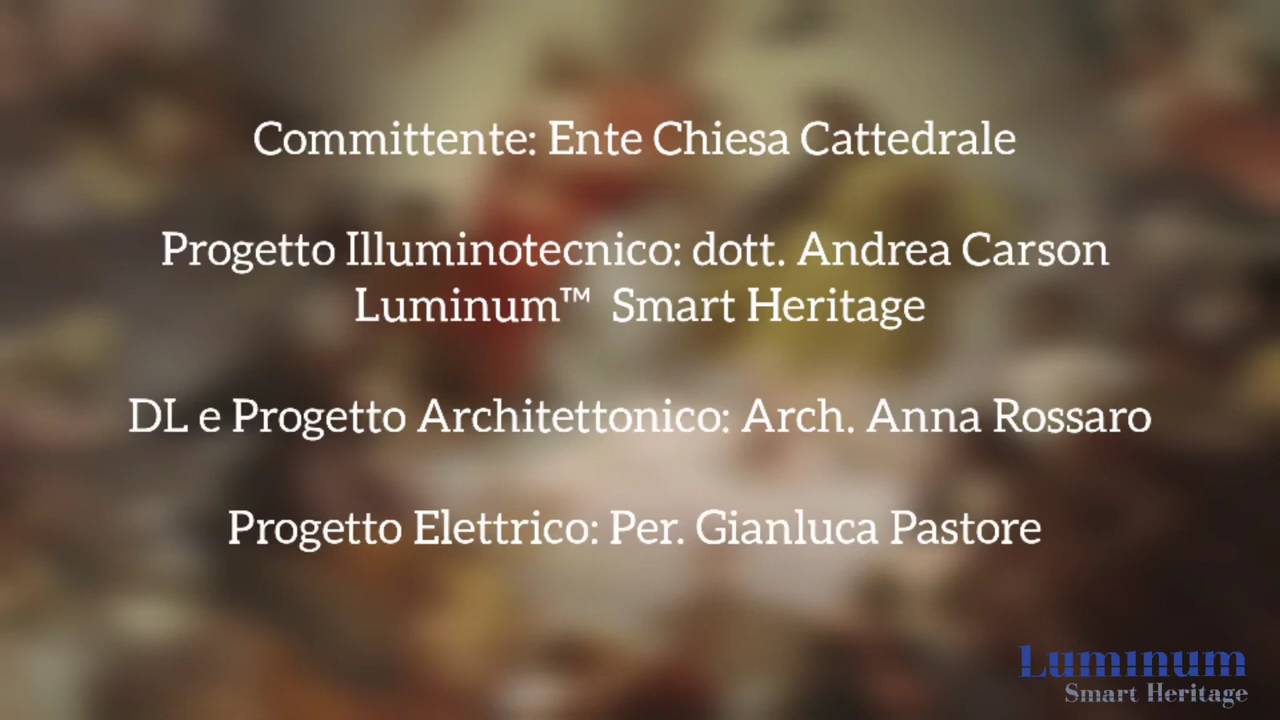 Committente: Ente Chiesa Cattedrale
Progetto Illuminotecnico: dott. Andrea Carson
Luminum™ Smart Heritage
DL e Progetto Architettonico: Arch. Anna Rossaro
Progetto Elettrico: Per. Gianluca Pastore
Luminum
Smart Heritage